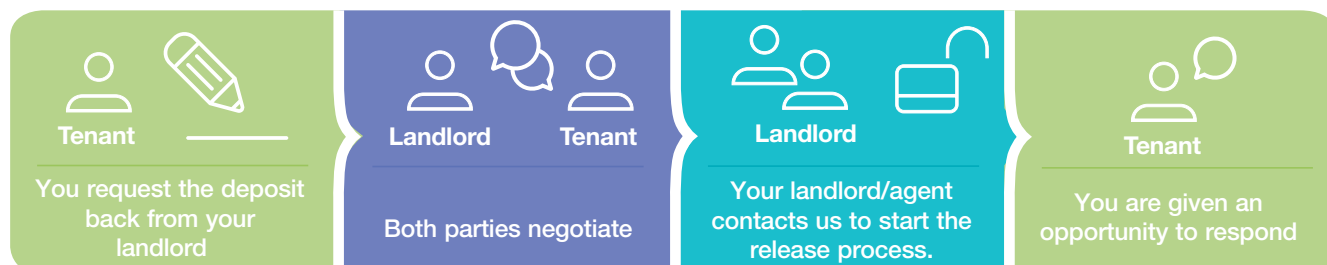 Tenant
You request the deposit
back from your
landlord
Landlord
Tenant
Both parties negotiate
Landlord
Your landlord/agent
contacts us to start the
release process.
Tenant
You are given an
opportunity to respond